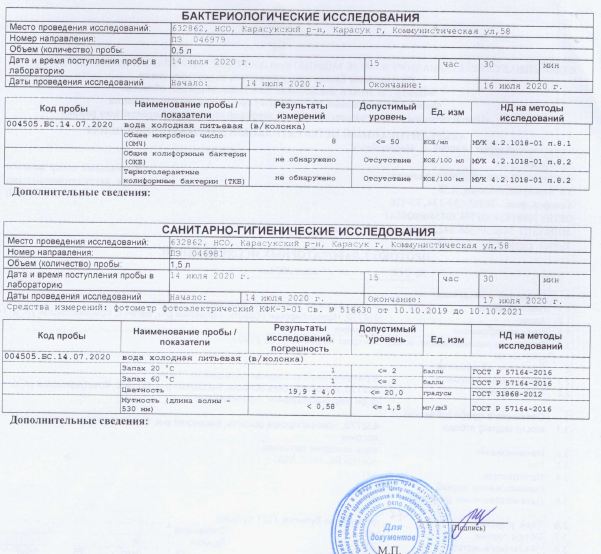 БАКТЕРИОЛОГИЧЕСКИЕ ИССЛЕДОВАНИЯ
Место проведения исследований: 632862, НСО, Карасукский р-н, Карасук г, Коммунистическая ул,58
Номер направления: ПЗ 046979
Объем (количество) пробы: 0.5 л
Дата и время поступления пробы в лабораторию 14 июля 2020 г. 15 час 30 мин
Даты проведения исследований Начало: 14 июля 2020 г. Окончание: 16 июля 2020 г.
Код пробы Наименование пробы / показатели Результаты измерений Допустимый уровень Ед. изм НД на методы исследований
004505.БС.14.07.2020 вода холодная питьевая (в/колонка)
Общее микробное число (ОМЧ) 8 <= 50 КОЕ/мл МУК 4.2.1018-01 п.8.1
Общие колиформные бактерии (ОКБ) не обнаружено Отсутствие КОЕ/100 мл МУК 4.2.1018-01 п.8.2
Термотолерантные колиформные бактерии (ТКБ) не обнаружено Отсутствие КОЕ/100 мл МУК 4.2.1018-01 п.8.2
Дополнительные сведения:
САНИТАРНО-ГИГИЕНИЧЕСКИЕ ИССЛЕДОВАНИЯ
Место проведения исследований: 632862, НСО, Карасукский р-н, Карасук г, Коммунистическая ул,58
Номер направления: ПЗ 046981
Объем (количество) пробы: 1,5 л
Дата и время поступления пробы в лабораторию 14 июля 2020 г. 15 час 30 мин
Даты проведения исследований Начало: 14 июля 2020 г. Окончание: 17 июля 2020 г.
Средства измерений: фотометр фотоэлектрический КФК-3-01 Св. № 516630 от 10.10.2019 до 10.10.2021
Код пробы Наименование пробы / показатели Результаты исследований, погрешность Допустимый уровень Ед. изм НД на методы исследований
004505.БС.14.07.2020 вода холодная питьевая (в/колонка)
Запах 20 °С 1 <= 2 баллы ГОСТ Р 57164-2016
Запах 60 °С 1 <= 2 баллы ГОСТ Р 57164-2016
Цветность 19,9 ± 4,0 <= 20,0 градусы ГОСТ 31868-2012
Мутность (длина волны - 530 нм) < 0,58 <= 1,5 мг/дм3 ГОСТ Р 57164-2016
Дополнительные сведения:
Для документов
М.П.
(Подпись)